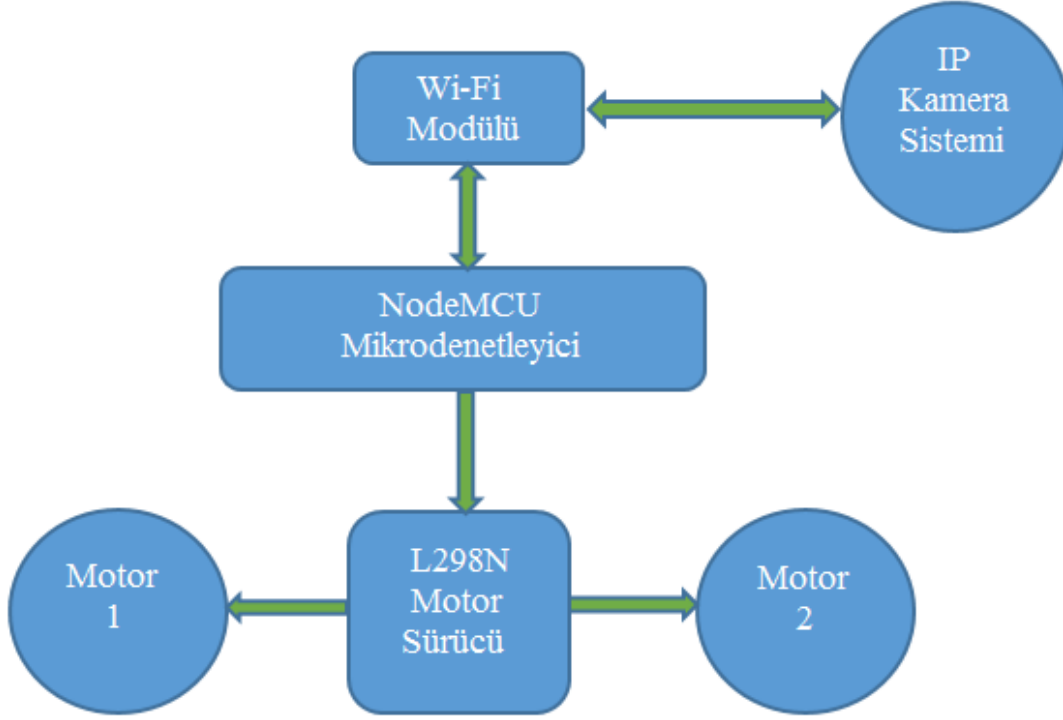 Wi-Fi
Modülü
IP
Kamera
Sistemi
NodeMCU
Mikrodenetleyici
Motor
1
L298N
Motor
Sürücü
Motor
2